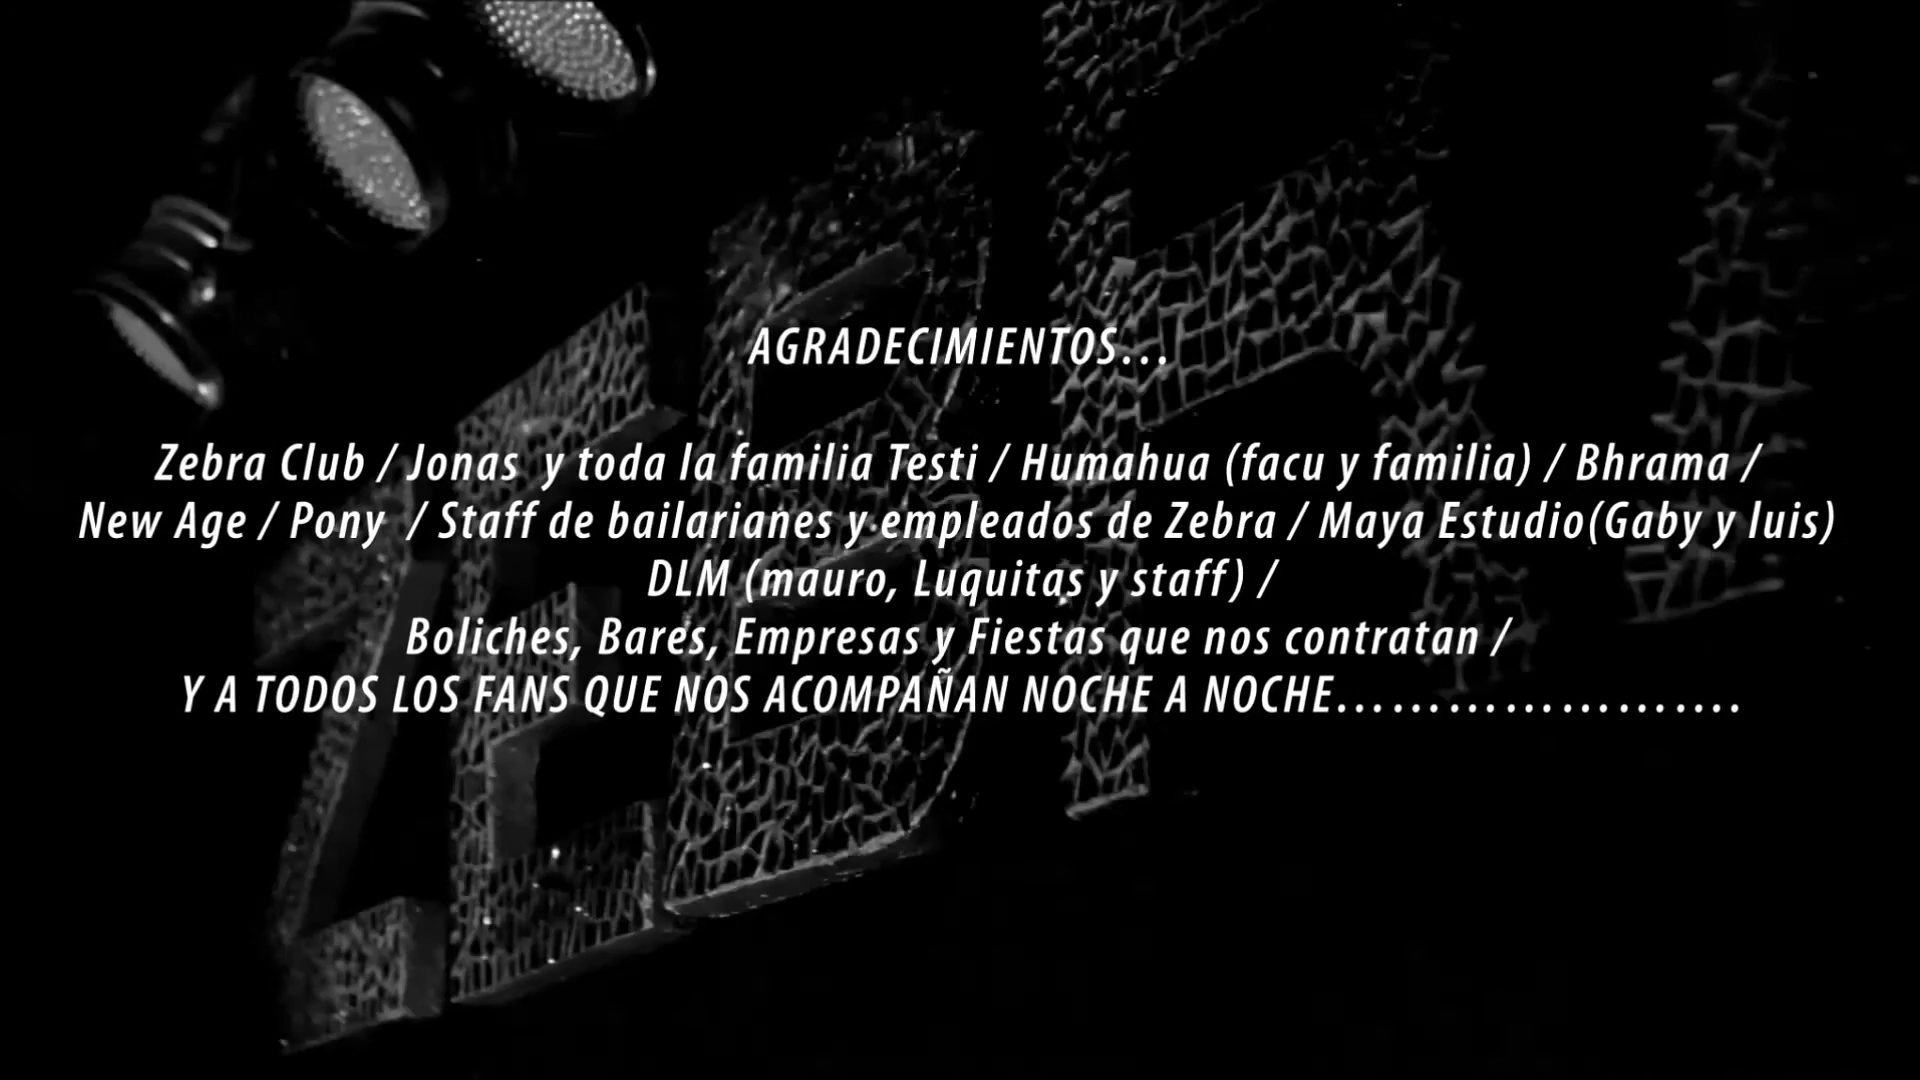 AGRADECIMIENTOS...
Zebra Club / Jonas y toda la familia Testi / Humahua (facu y familia) / Bhrama /
New Age / Pony / Staff de bailarianes y empleados de Zebra / Maya Estudio(Gaby y luis)
DLM (mauro, Luquitas y staff) /
Boliches, Bares, Empresas y Fiestas que nos contratan /
Y A TODOS LOS FANS QUE NOS ACOMPAÑAN NOCHE A NOCHE.......................
ZEBRA